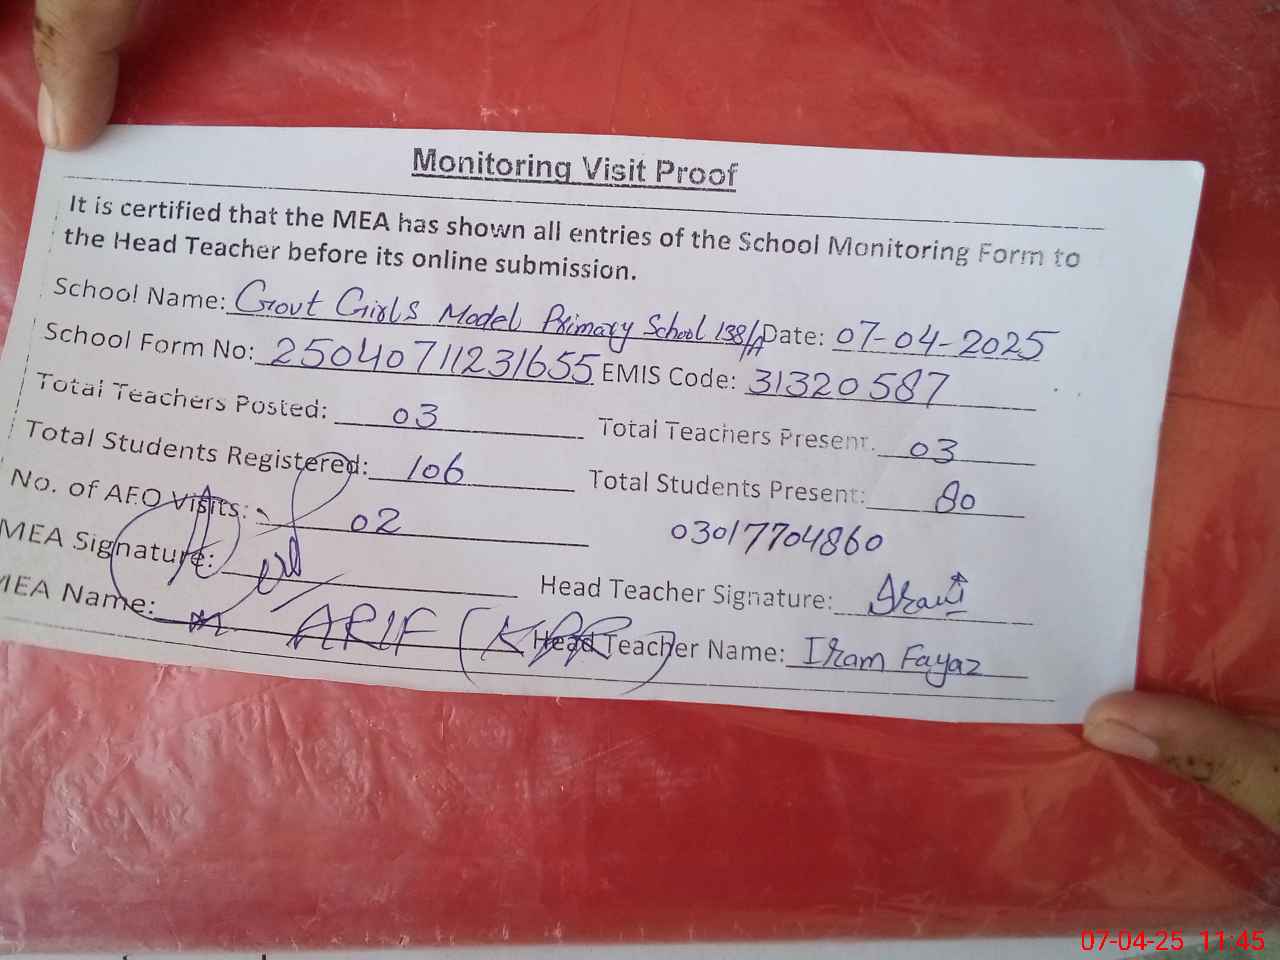 Monitoring Visit Proof
It is certified that the MEA has shown all entries of the School Monitoring Form to
the Head Teacher before its online submission.
School Name: Govt Girls Model Primary School 138/A Date: 07-04-2025
School Form No: 25040711231655 EMIS Code: 31320587
Total Teachers Posted: 03 Total Teachers Present: 03
Total Students Registered: 106 Total Students Present: 80
No. of AEO Visits: 02
03017704860
MEA Signature: Head Teacher Signature: Iram
MEA Name: ARIF Head Teacher Name: Iram Fayaz
07-04-25 11:45